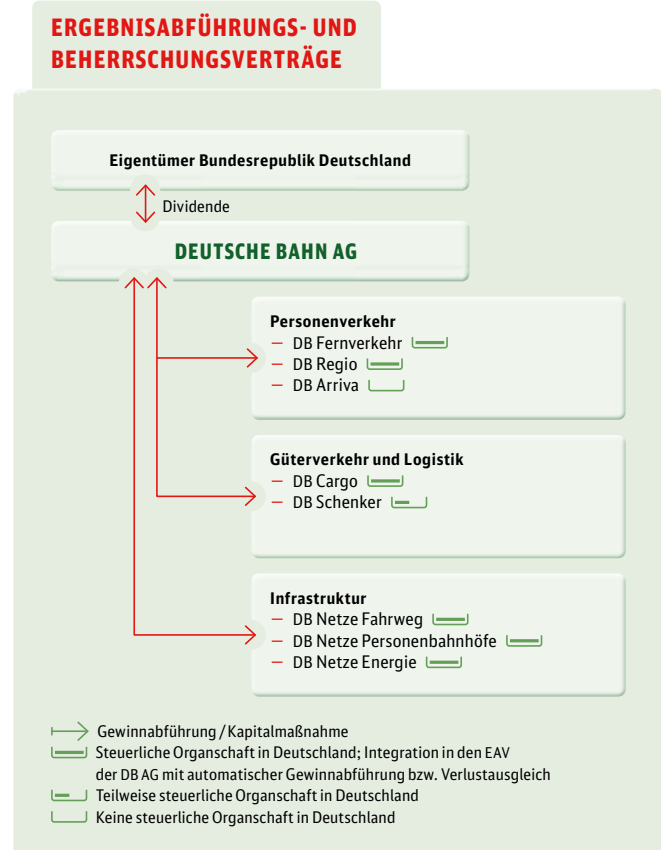 ERGEBNISABFÜHRUNGS- UND
BEHERRSCHUNGSVERTRÄGE
Eigentümer Bundesrepublik Deutschland
Dividende
DEUTSCHE BAHN AG
Personenverkehr
– DB Fernverkehr
– DB Regio
– DB Arriva
Güterverkehr und Logistik
– DB Cargo
– DB Schenker
Infrastruktur
– DB Netze Fahrweg
– DB Netze Personenbahnhöfe
– DB Netze Energie
Gewinnabführung / Kapitalmaßnahme
Steuerliche Organschaft in Deutschland; Integration in den EAV
der DB AG mit automatischer Gewinnabführung bzw. Verlustausgleich
Teilweise steuerliche Organschaft in Deutschland
Keine steuerliche Organschaft in Deutschland